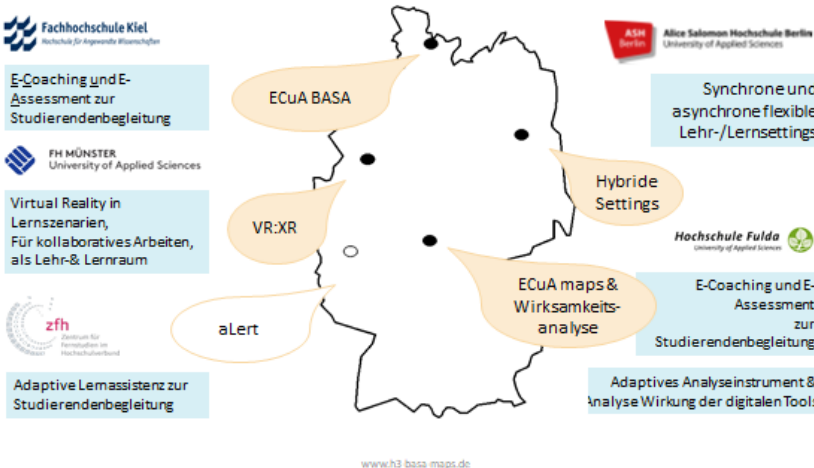 Fachhochschule Kiel
Hochschule für Angewandte Wissenschaften
E-Coaching und E-
Assessment zur
Studierendenbegleitung
FH MÜNSTER
University of Applied Sciences
Virtual Reality in
Lernszenarien,
Für kollaboratives Arbeiten,
als Lehr-& Lernraum
zfh
Zentrum für
Fernstudien im
Hochschulverbund
Adaptive Lernassistenz zur
Studierendenbegleitung
ECuA BASA
VR:XR
aLert
Hybride
Settings
ECuA maps &
Wirksamkeits-
analyse
ASH
Berlin
Alice Salomon Hochschule Berlin
University of Applied Sciences
Synchrone und
asynchrone flexible
Lehr-/Lernsettings
Hochschule Fulda
University of Applied Sciences
E-Coaching und E-
Assessment
zur
Studierendenbegleitung
Adaptives Analyseinstrument &
Analyse Wirkung der digitalen Tools
www.h3-basa-maps.de